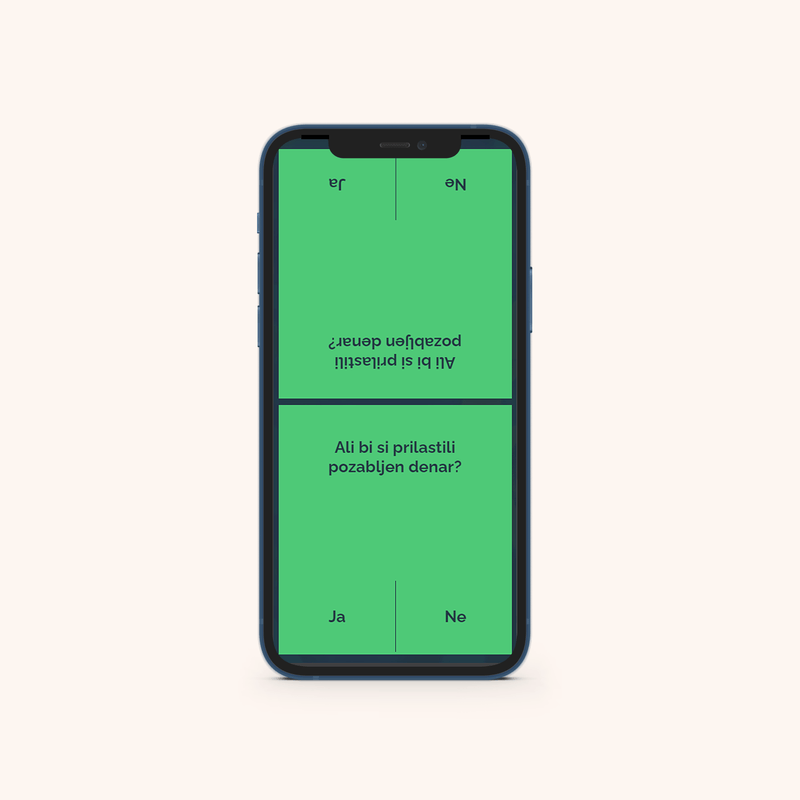 Ali bi si prilastili
pozabljen denar?
Ne
Ja
Ali bi si prilastili
pozabljen denar?
Ja
Ne